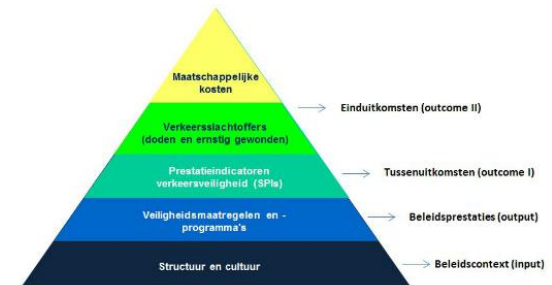 Maatschappelijke
kosten
Einduitkomsten (outcome II)
Verkeersslachtoffers
(doden en ernstig gewonden)
Prestatieindicatoren
verkeersveiligheid (SPIs)
Tussenuitkomsten (outcome I)
Veiligheidsmaatregelen en -
programma's
Beleidsprestaties (output)
Structuur en cultuur
Beleidscontext (input)